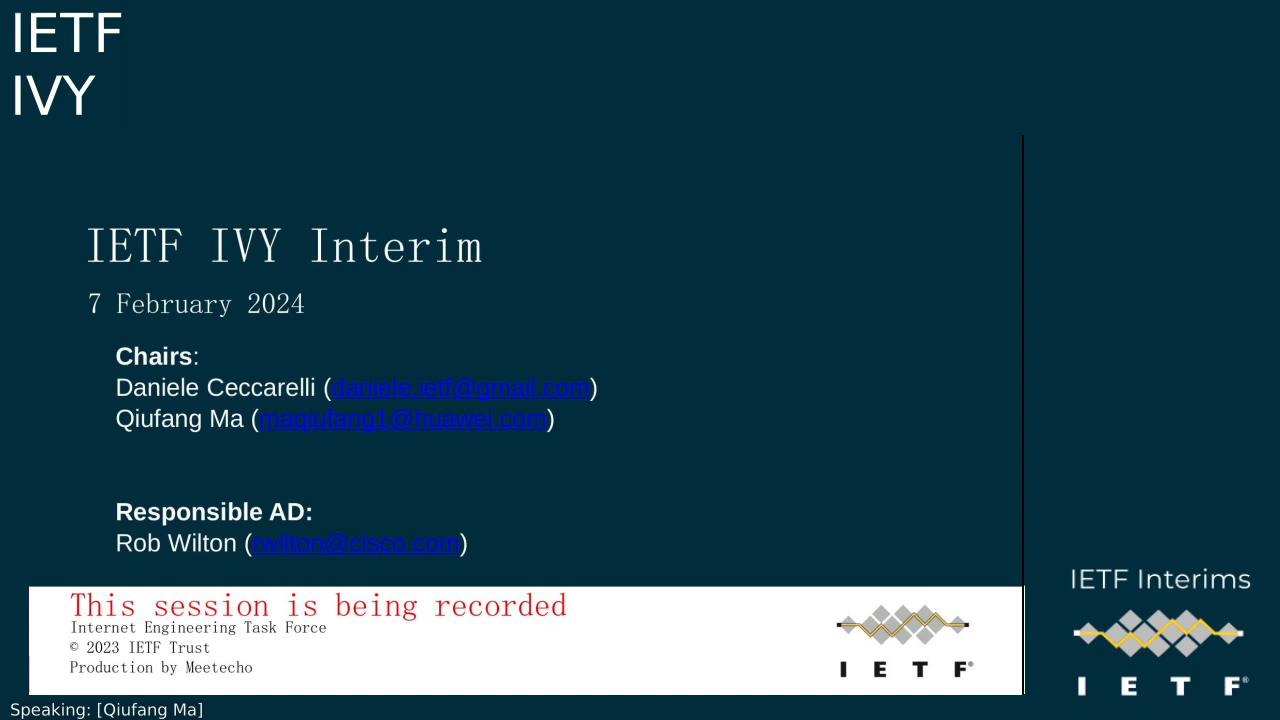 IETF
IVY
IETF IVY Interim
7 February 2024
Chairs:
Daniele Ceccarelli (daniele.ietf@gmail.com)
Qiufang Ma (maqiufang1@huawei.com)
Responsible AD:
Rob Wilton (rwilton@cisco.com)
This session is being recorded
Internet Engineering Task Force
© 2023 IETF Trust
Production by Meetecho
I E T F®
IETF Interims
I E T F®
Speaking: [Qiufang Ma]